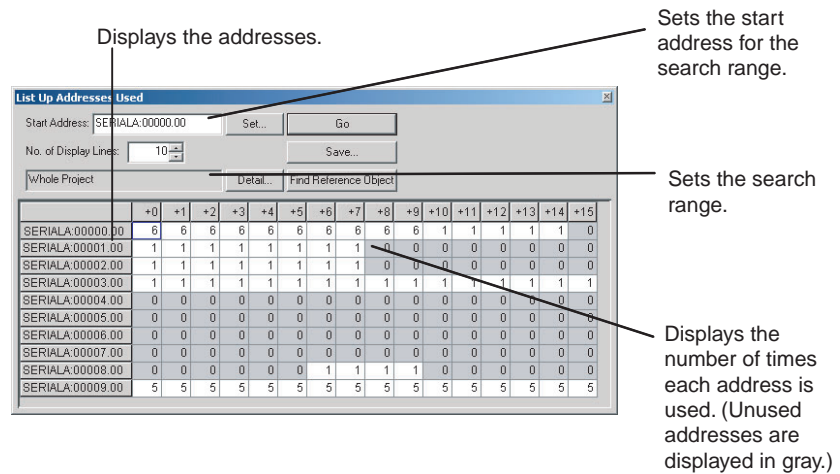 Displays the addresses.
Sets the start
address for the
search range.
List Up Addresses Used
Start Address: SERIALA:00000.00 Set... Go
No. of Display Lines: 10 Save...
Whole Project Detail... Find Reference Object
+0 +1 +2 +3 +4 +5 +6 +7 +8 +9 +10 +11 +12 +13 +14 +15
SERIALA:00000.00 6 6 6 6 6 6 6 6 6 6 1 1 1 1 1 0
SERIALA:00001.00 1 1 1 1 1 1 1 1 0 0 0 0 0 0 0 0
SERIALA:00002.00 1 1 1 1 1 1 1 1 0 0 0 0 0 0 0 0
SERIALA:00003.00 1 1 1 1 1 1 1 1 1 1 1 1 1 1 1 1
SERIALA:00004.00 0 0 0 0 0 0 0 0 0 0 0 0 0 0 0 0
SERIALA:00005.00 0 0 0 0 0 0 0 0 0 0 0 0 0 0 0 0
SERIALA:00006.00 0 0 0 0 0 0 0 0 0 0 0 0 0 0 0 0
SERIALA:00007.00 0 0 0 0 0 0 0 0 0 0 0 0 0 0 0 0
SERIALA:00008.00 0 0 0 0 0 0 1 1 1 1 0 0 0 0 0 0
SERIALA:00009.00 5 5 5 5 5 5 5 5 5 5 5 5 5 5 5 5
Sets the search
range.
Displays the
number of times
each address is
used. (Unused
addresses are
displayed in gray.)